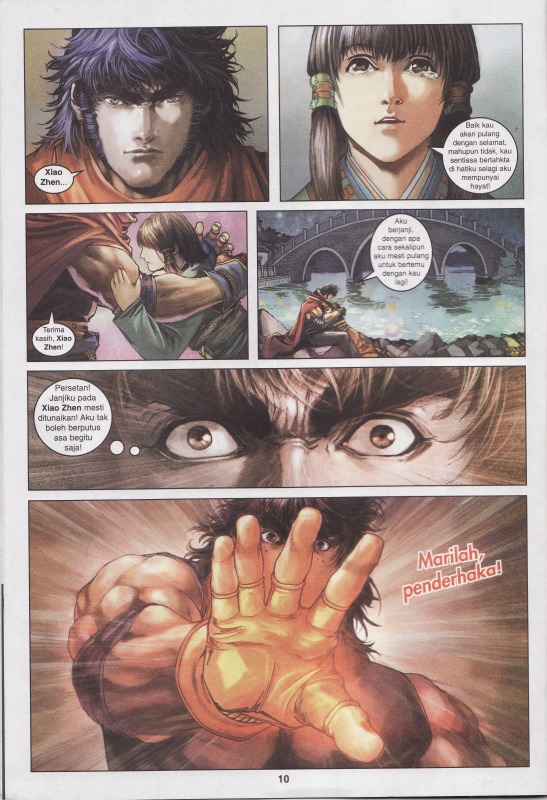 Xiao
Zhen...
Baik kau
akan pulang
dengan selamat,
mahupun tidak, kau
sentiasa bertahkta
di hatiku selagi aku
mempunyai
hayat!
Terima
kasih, Xiao
Zhen!
Aku
berjanji,
dengan apa
cara sekalipun
aku mesti pulang
untuk bertemu
dengan kau
lagi!
Persetan!
Janjiku pada
Xiao Zhen mesti
ditunaikan! Aku tak
boleh berputus
asa begitu
saja!
Marilah,
penderhaka!
10